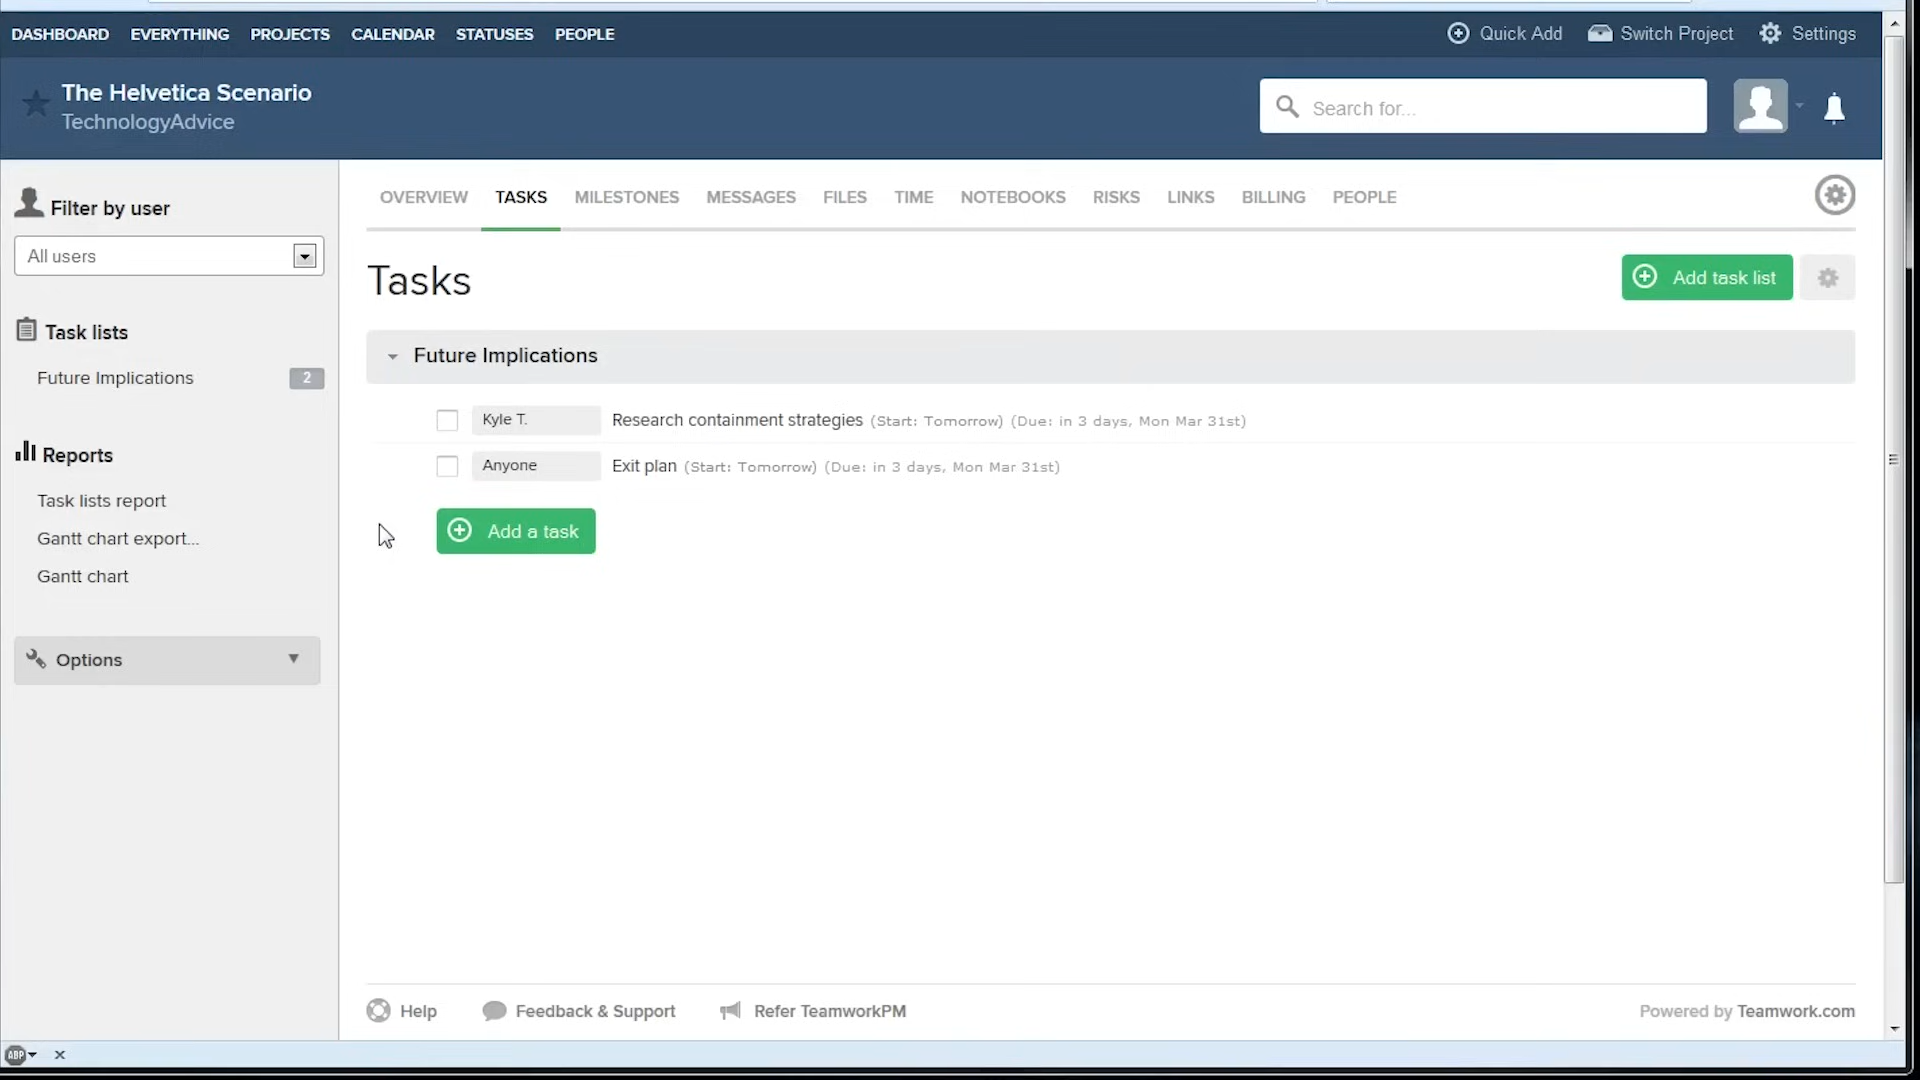 DASHBOARD EVERYTHING PROJECTS CALENDAR STATUSES PEOPLE Quick Add Switch Project Settings
The Helvetica Scenario
TechnologyAdvice
Search for...
Filter by user
All users
Task lists
Future Implications 2
Reports
Task lists report
Gantt chart export...
Gantt chart
Options
OVERVIEW TASKS MILESTONES MESSAGES FILES TIME NOTEBOOKS RISKS LINKS BILLING PEOPLE
Tasks
Add task list
Future Implications
Kyle T. Research containment strategies (Start: Tomorrow) (Due: in 3 days, Mon Mar 31st)
Anyone Exit plan (Start: Tomorrow) (Due: in 3 days, Mon Mar 31st)
Add a task
Help Feedback & Support Refer TeamworkPM Powered by Teamwork.com
ABP